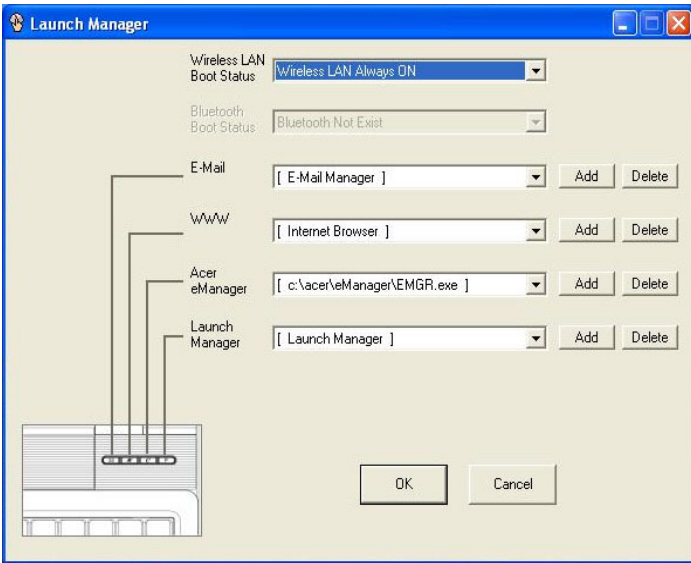 Launch Manager
Wireless LAN
Boot Status
Wireless LAN Always ON
Bluetooth
Boot Status
Bluetooth Not Exist
E-Mail
[ E-Mail Manager ]
Add
Delete
WWW
[ Internet Browser ]
Add
Delete
Acer
eManager
[ c:\acer\eManager\EMGR.exe ]
Add
Delete
Launch
Manager
[ Launch Manager ]
Add
Delete
OK
Cancel